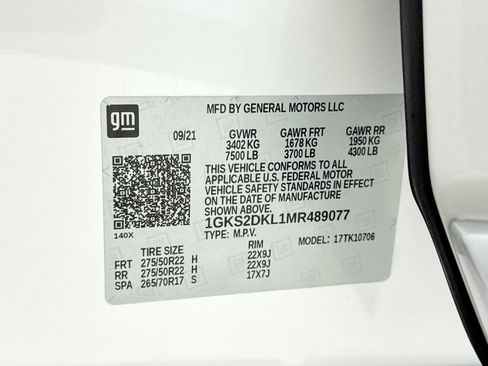 gm
MFD BY GENERAL MOTORS LLC
09/21 GVWR GAWR FRT GAWR RR
3402 KG 1678 KG 1950 KG
7500 LB 3700 LB 4300 LB
THIS VEHICLE CONFORMS TO ALL
APPLICABLE U.S. FEDERAL MOTOR
VEHICLE SAFETY STANDARDS IN EFFECT
ON THE DATE OF MANUFACTURE
SHOWN ABOVE.
1GKS2DKL1MR489077
140X TYPE: M.P.V. MODEL: 17TK10706
TIRE SIZE RIM
FRT 275/50R22 H 22X9J
RR 275/50R22 H 22X9J
SPA 265/70R17 S 17X7J